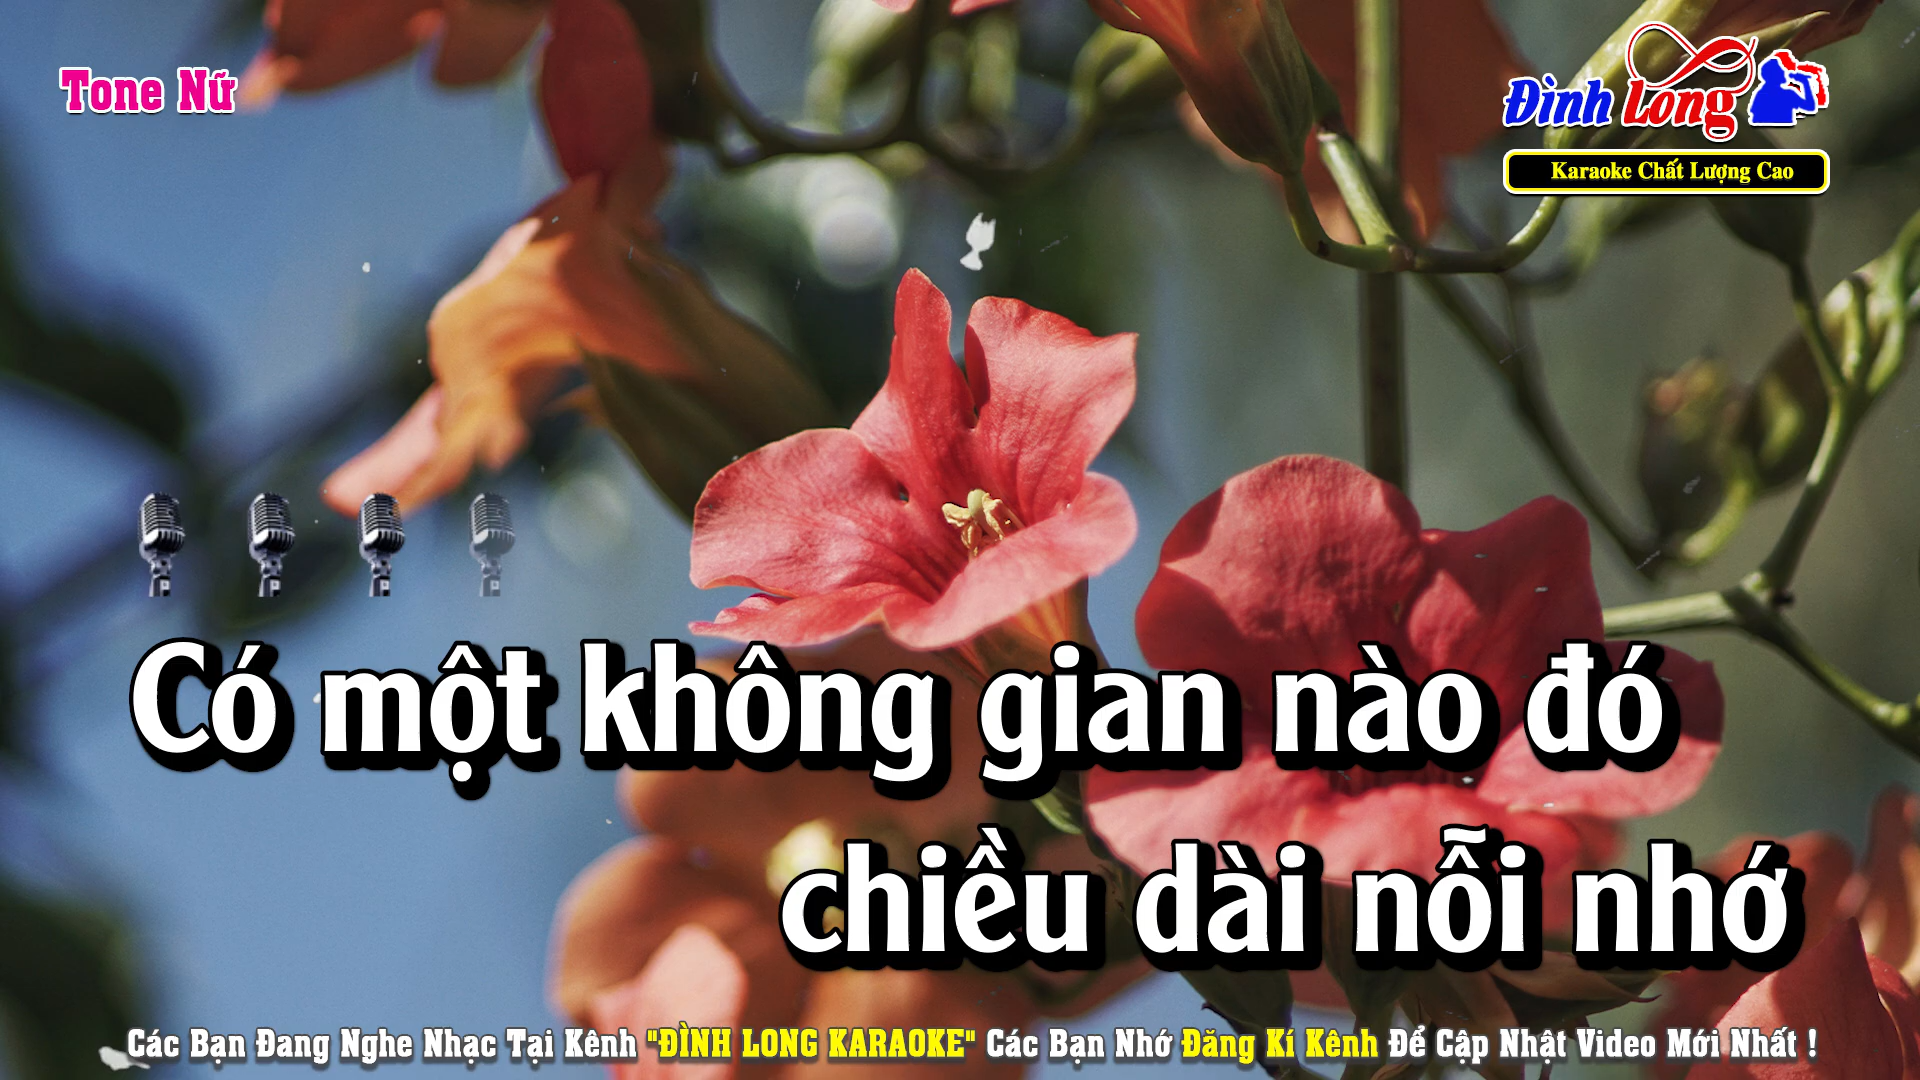 Tone Nữ
Đình Long
Karaoke Chất Lượng Cao
Có một không gian nào đó
chiều dài nỗi nhớ
Các Bạn Đang Nghe Nhạc Tại Kênh "ĐÌNH LONG KARAOKE" Các Bạn Nhớ Đăng Kí Kênh Để Cập Nhật Video Mới Nhất !